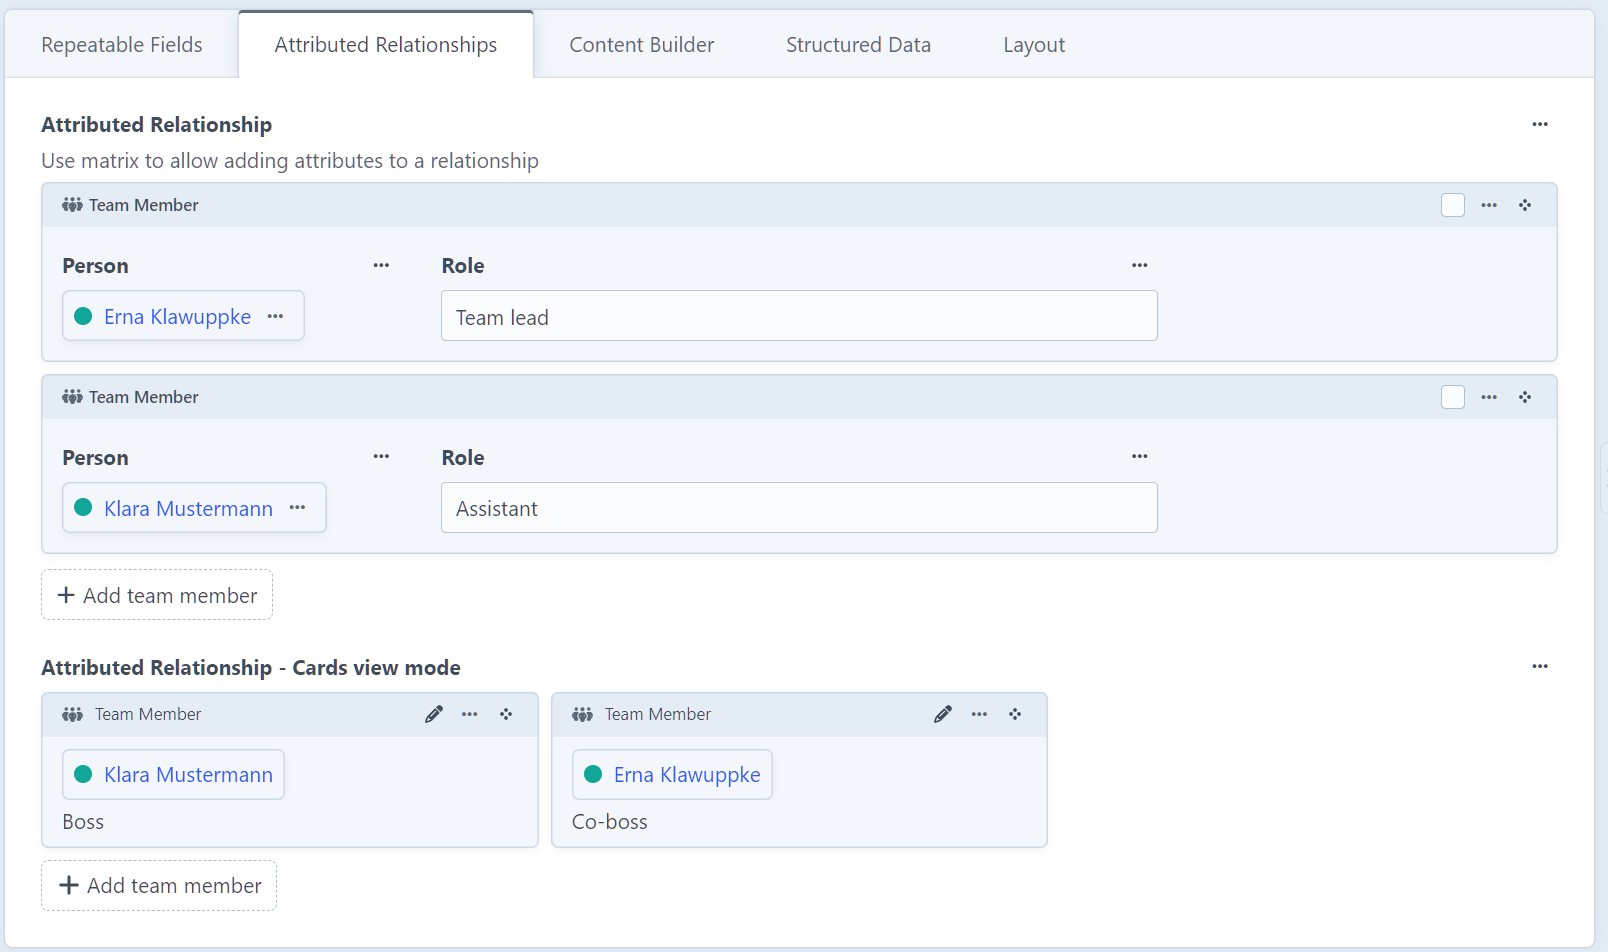 Repeatable Fields Attributed Relationships Content Builder Structured Data Layout
Attributed Relationship
Use matrix to allow adding attributes to a relationship
Team Member
Person Role
Erna Klawuppke Team lead
Team Member
Person Role
Klara Mustermann Assistant
+ Add team member
Attributed Relationship - Cards view mode
Team Member Team Member
Klara Mustermann Erna Klawuppke
Boss Co-boss
+ Add team member